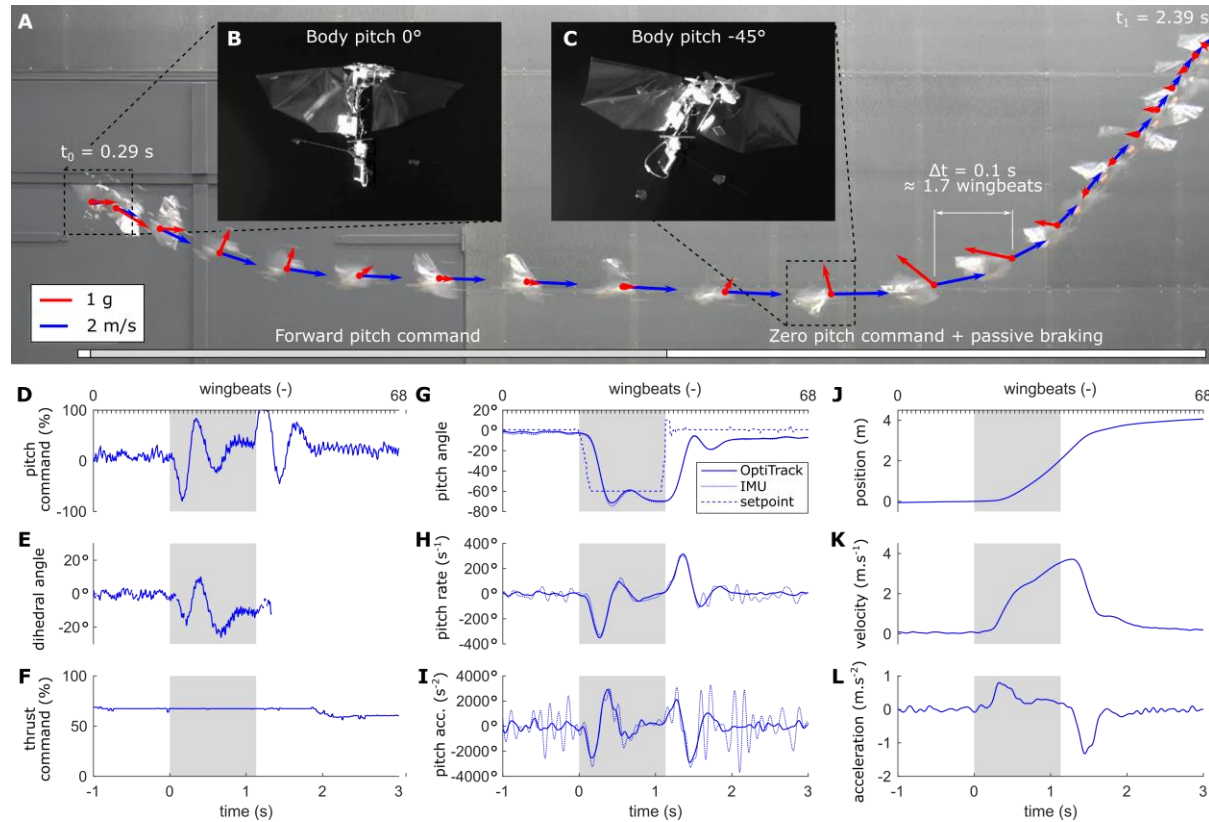 A
B
Body pitch 0°
C
Body pitch -45°
t₁ = 2.39 s
t₀ = 0.29 s
Δt = 0.1 s
≈ 1.7 wingbeats
1 g
2 m/s
Forward pitch command
Zero pitch command + passive braking
D
0
wingbeats (-)
68
pitch
command (%)
100
0
-100
E
dihedral angle
20°
0°
-20°
F
thrust
command (%)
100
50
0
-1
0
1
2
3
time (s)
G
0
wingbeats (-)
68
pitch angle
20°
0°
-20°
-40°
-60°
-80°
OptiTrack
IMU
setpoint
H
pitch rate (s⁻¹)
400°
200°
0°
-200°
-400°
I
pitch acc. (s⁻²)
4000°
2000°
0°
-2000°
-4000°
-1
0
1
2
3
time (s)
J
0
wingbeats (-)
68
position (m)
4
2
0
K
velocity (m.s⁻¹)
4
2
0
L
acceleration (m.s⁻²)
2
1
0
-1
-2
-1
0
1
2
3
time (s)